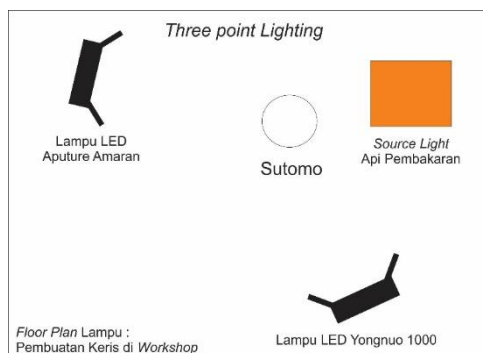 Three point Lighting
Lampu LED
Aputure Amaran
Sutomo
Source Light
Api Pembakaran
Lampu LED Yongnuo 1000
Floor Plan Lampu :
Pembuatan Keris di Workshop